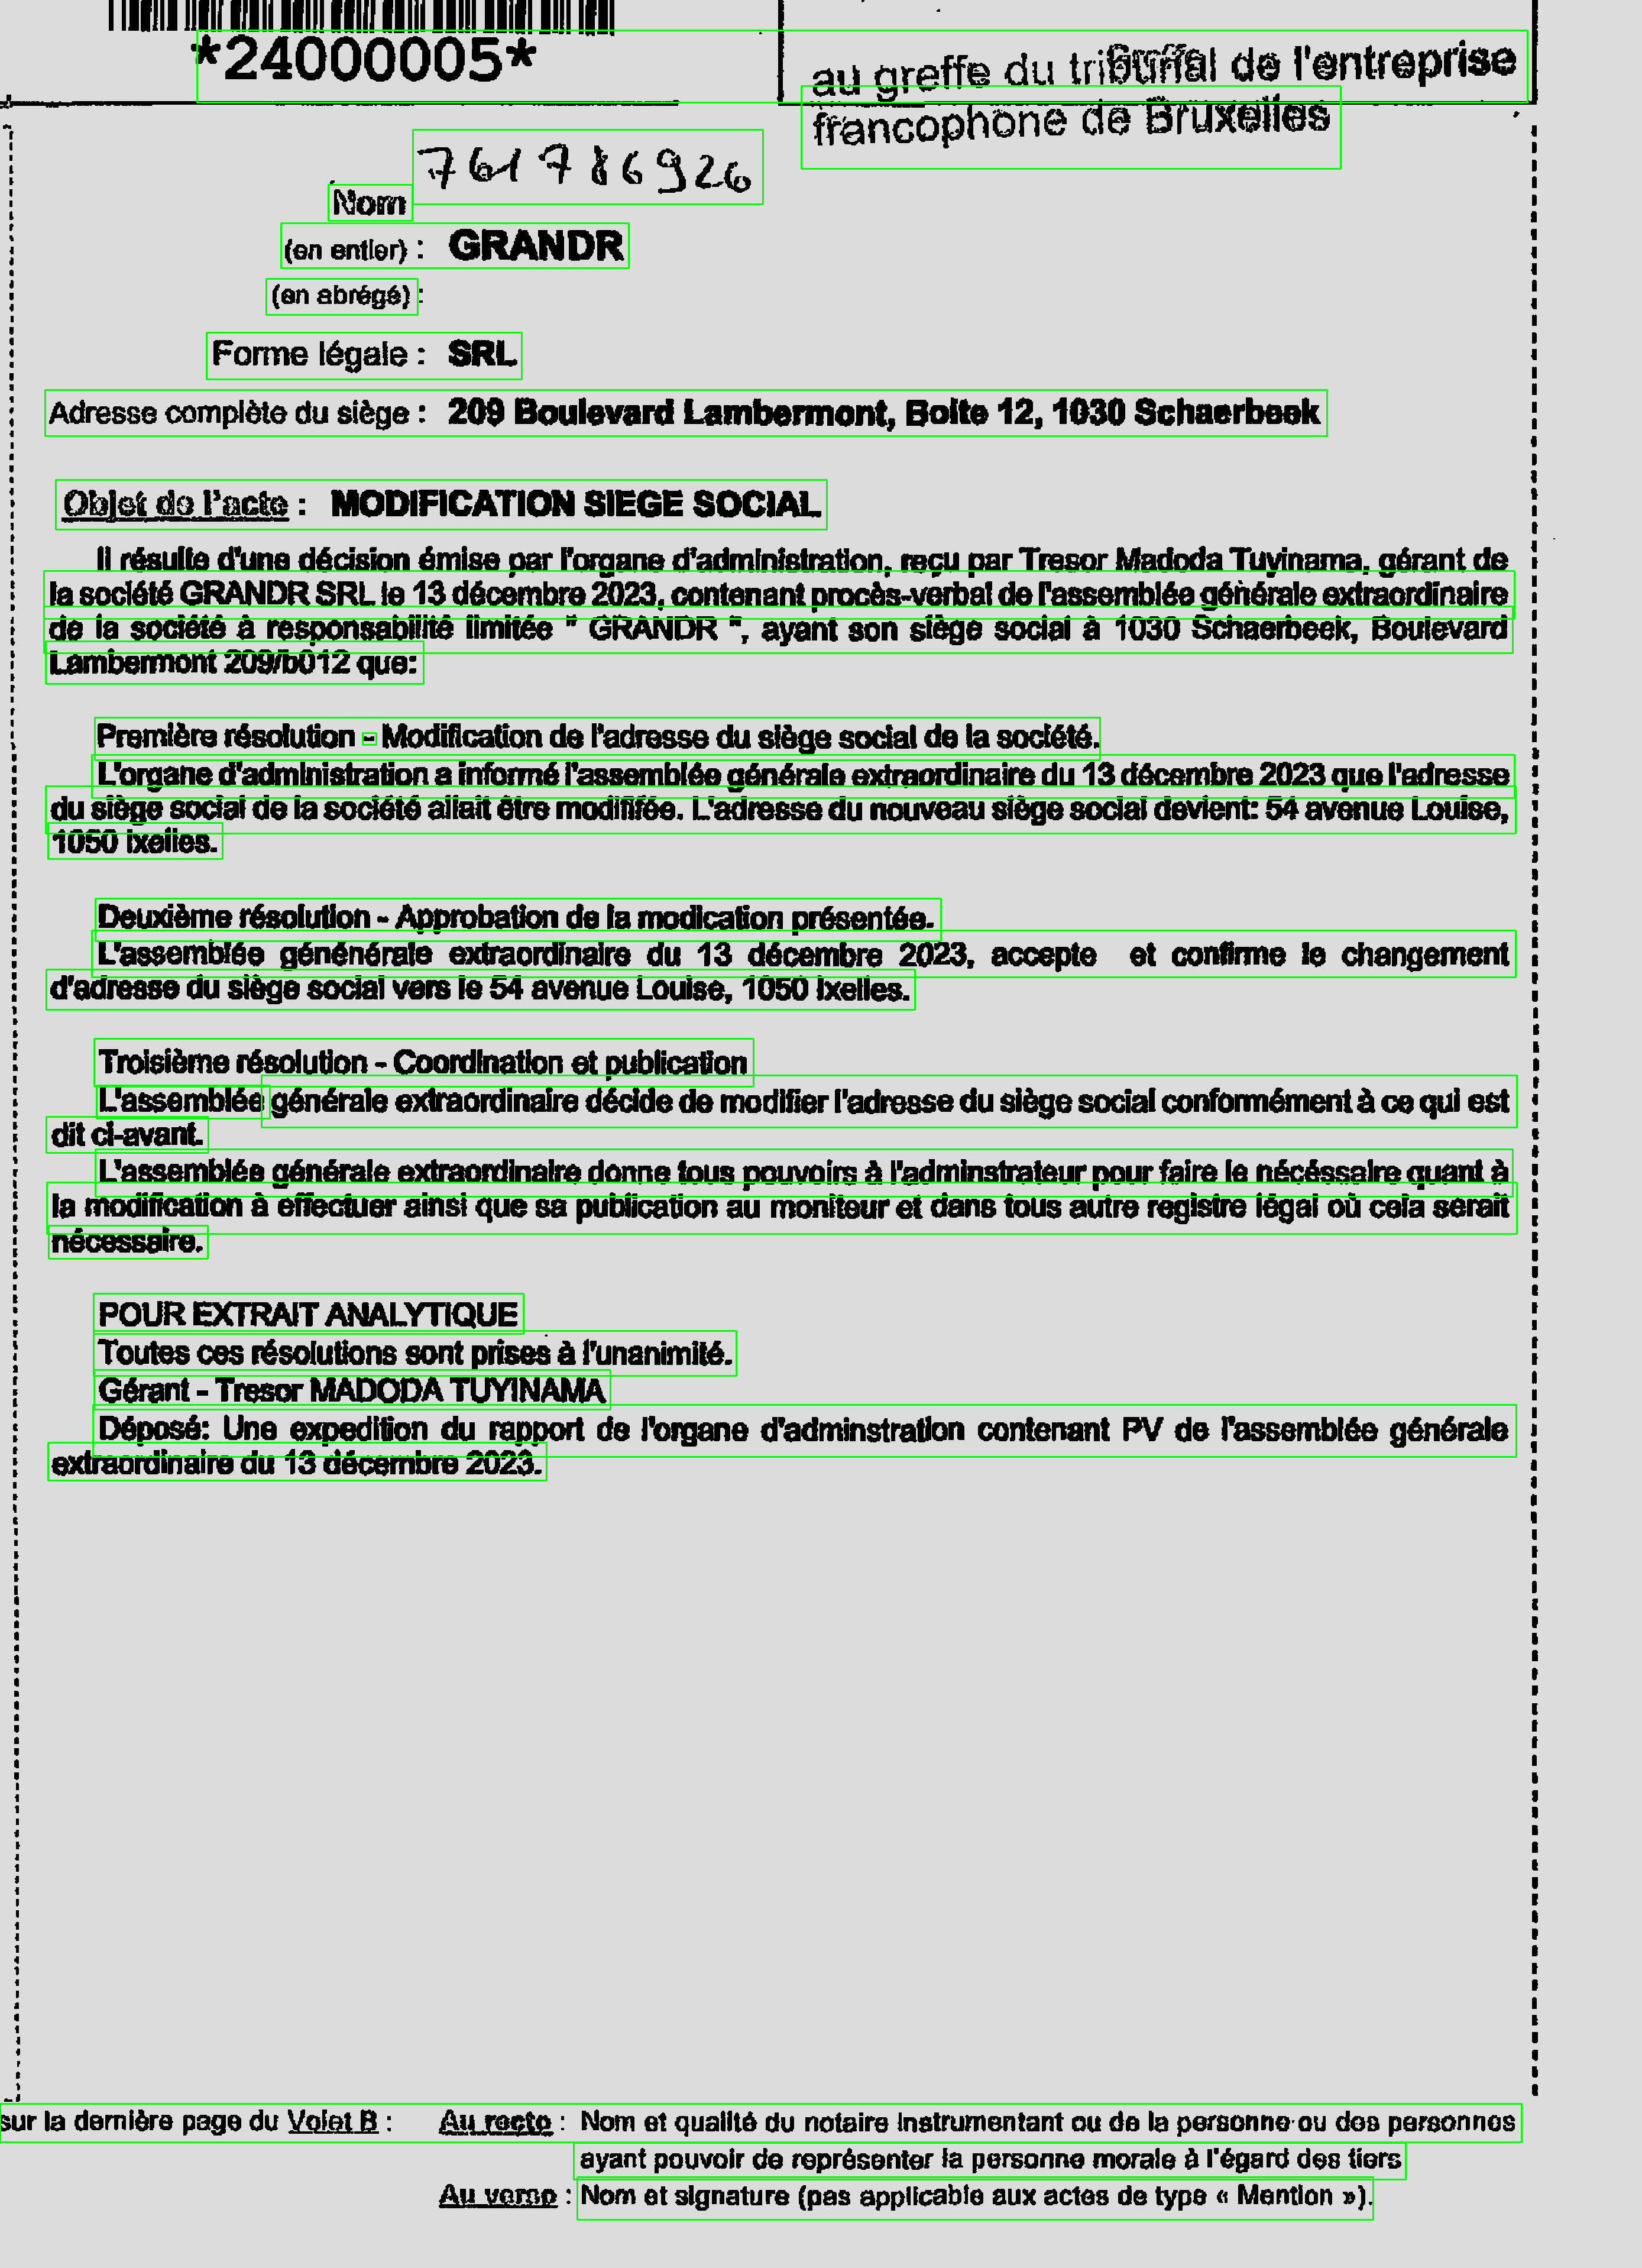 *24000005*
au greffe du tribunal de l'entreprise
francophone de Bruxelles
761786926
Nom
(en entier) : GRANDR
(en abrégé) :
Forme légale : SRL
Adresse complète du siège : 209 Boulevard Lambermont, Boite 12, 1030 Schaerbeek
Objet de l'acte : MODIFICATION SIEGE SOCIAL
Il résulte d'une décision émise par l'organe d'administration, reçu par Tresor Madoda Tuyinama, gérant de
la société GRANDR SRL le 13 décembre 2023, contenant procès-verbal de l'assemblée générale extraordinaire
de la société à responsabilité limitée " GRANDR ", ayant son siège social à 1030 Schaerbeek, Boulevard
Lambermont 209/b012 que:
Première résolution - Modification de l'adresse du siège social de la société.
L'organe d'administration a informé l'assemblée générale extraordinaire du 13 décembre 2023 que l'adresse
du siège social de la société allait être modififée. L'adresse du nouveau siège social devient: 54 avenue Louise,
1050 Ixelles.
Deuxième résolution - Approbation de la modication présentée.
L'assemblée génénérale extraordinaire du 13 décembre 2023, accepte et confirme le changement
d'adresse du siège social vers le 54 avenue Louise, 1050 Ixelles.
Troisième résolution - Coordination et publication
L'assemblée générale extraordinaire décide de modifier l'adresse du siège social conformément à ce qui est
dit ci-avant.
L'assemblée générale extraordinaire donne tous pouvoirs à l'adminstrateur pour faire le nécéssaire quant à
la modification à effectuer ainsi que sa publication au moniteur et dans tous autre registre légal où cela serait
nécessaire.
POUR EXTRAIT ANALYTIQUE
Toutes ces résolutions sont prises à l'unanimité.
Gérant - Tresor MADODA TUYINAMA
Déposé: Une expedition du rapport de l'organe d'adminstration contenant PV de l'assemblée générale
extraordinaire du 13 décembre 2023.
sur la dernière page du Volet B : Au recto : Nom et qualité du notaire instrumentant ou de la personne ou des personnes
ayant pouvoir de représenter la personne morale à l'égard des tiers
Au verso : Nom et signature (pas applicable aux actes de type « Mention »).